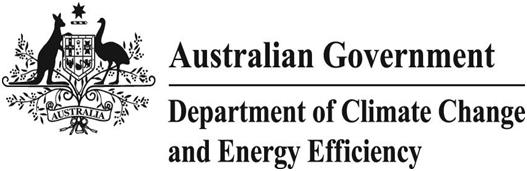 Australian Government
Department of Climate Change
and Energy Efficiency
AUSTRALIA